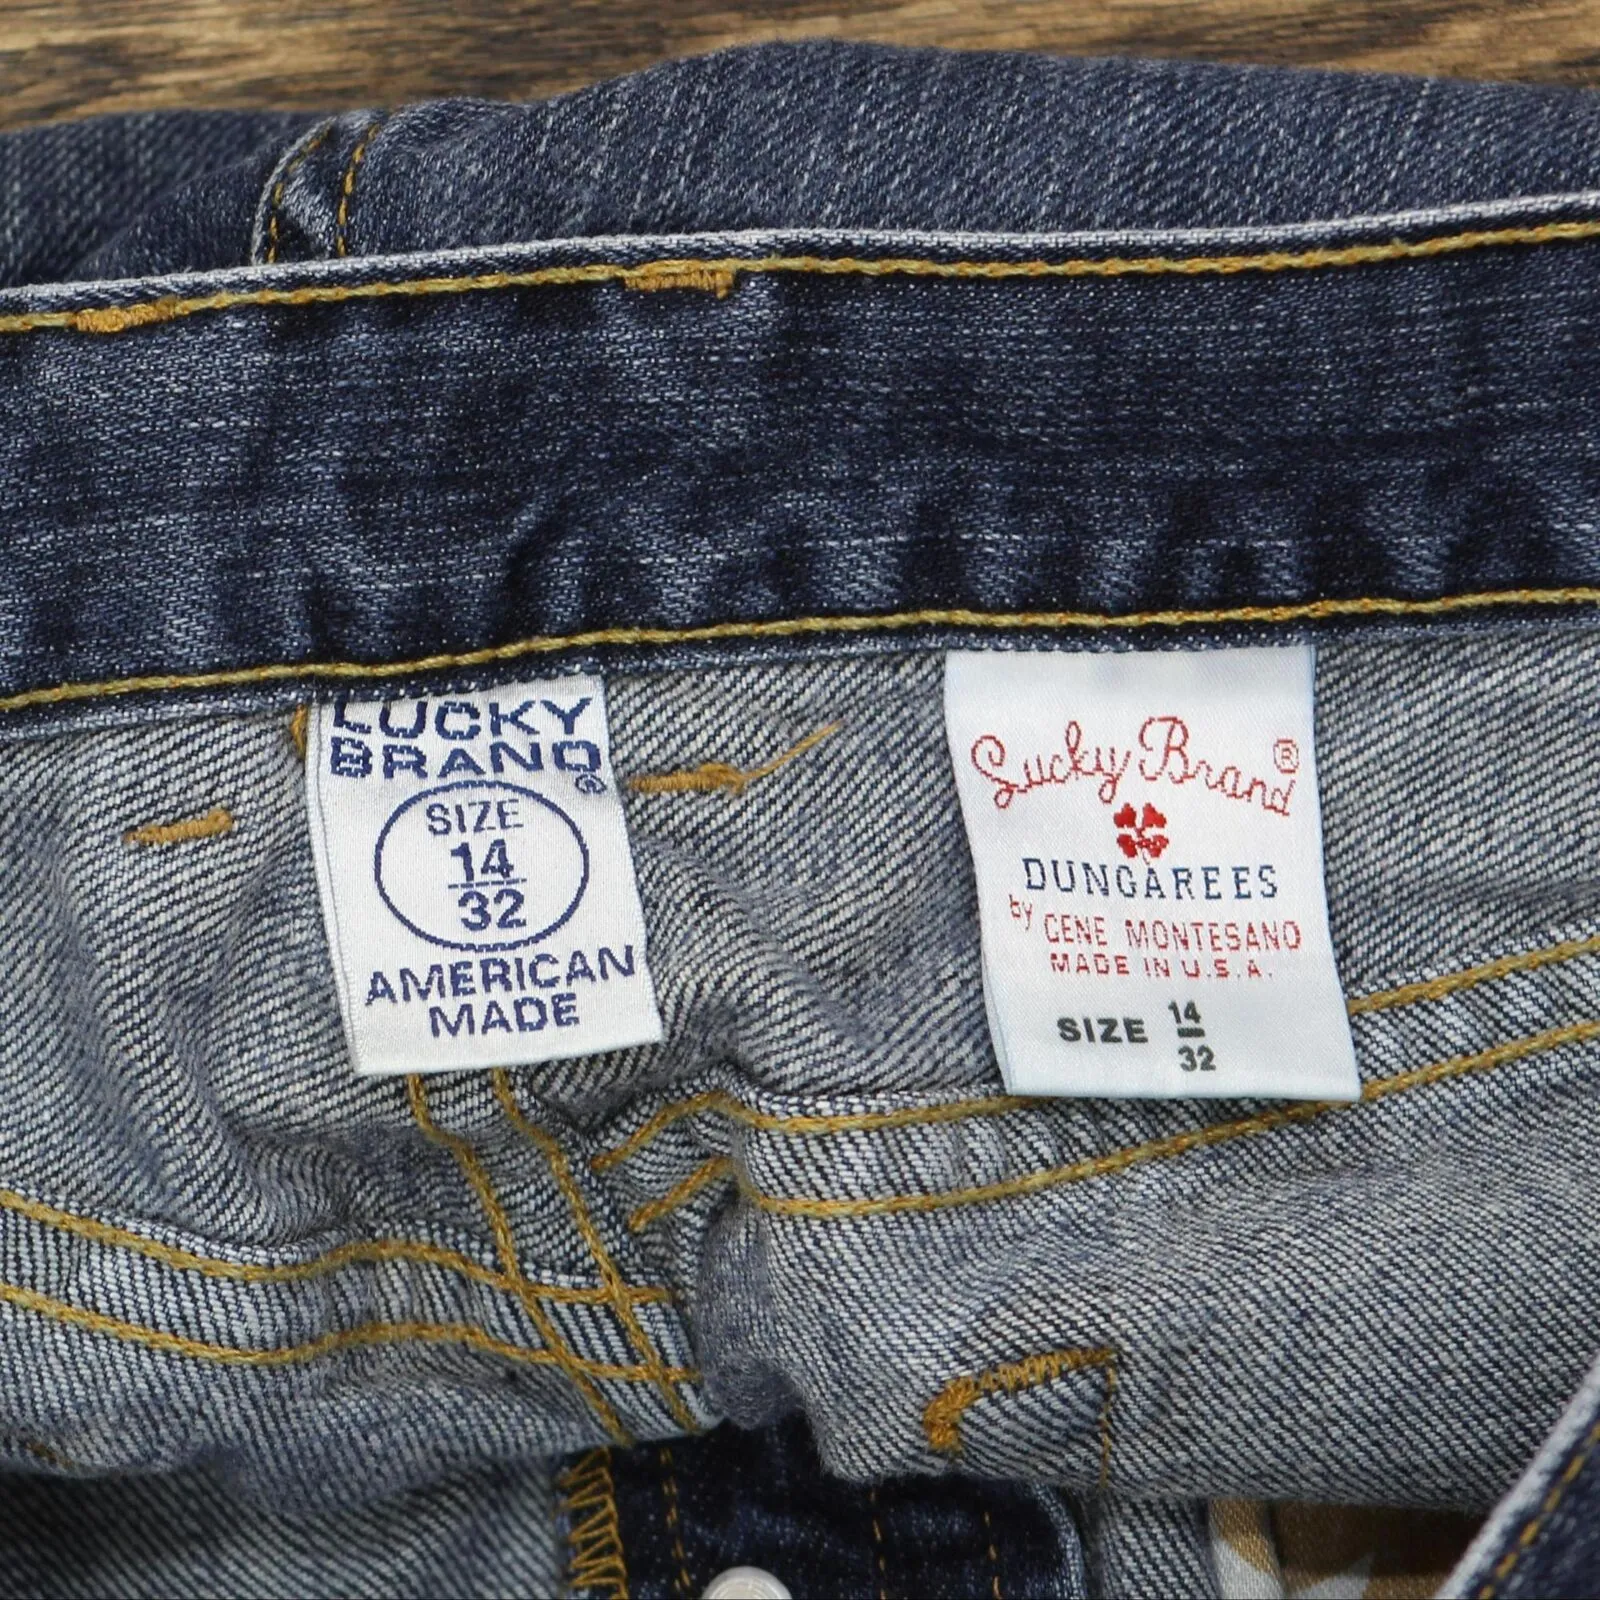 LUCKY
BRAND®
SIZE
14
32
AMERICAN
MADE
Lucky Brand®
DUNGAREES
by GENE MONTESANO
MADE IN U.S.A.
SIZE 14
32